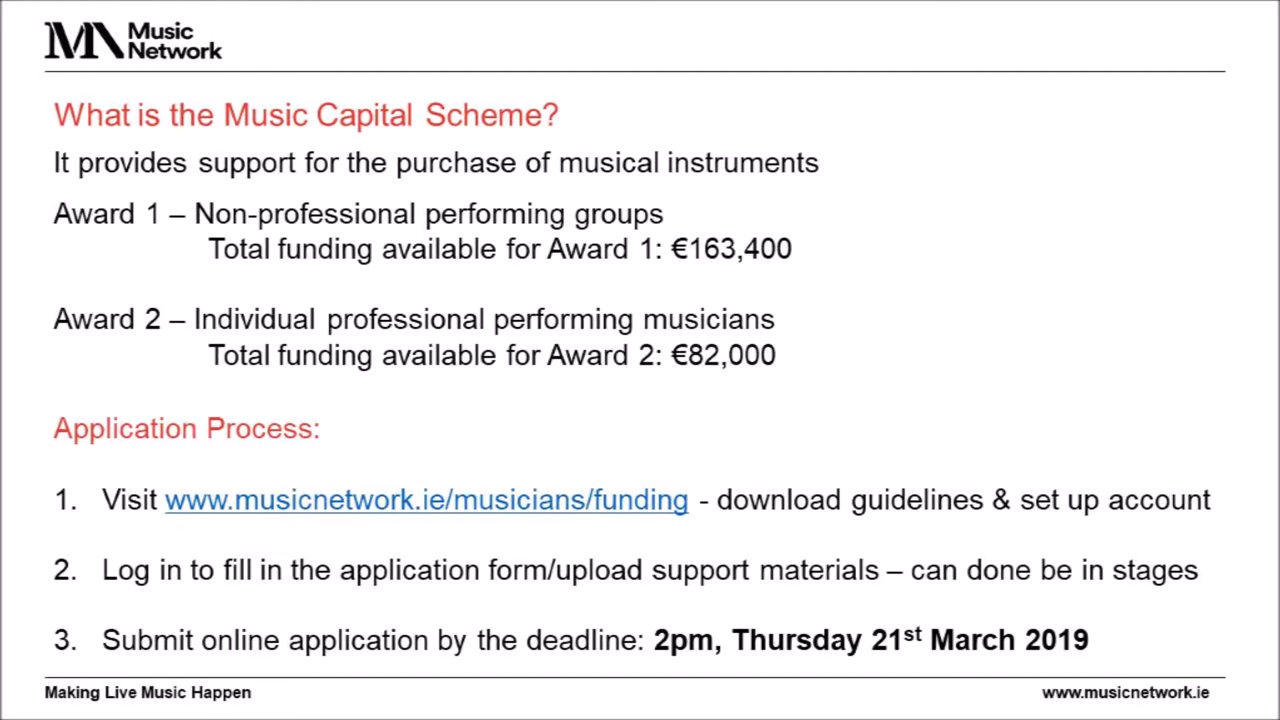 Music
Network
What is the Music Capital Scheme?
It provides support for the purchase of musical instruments
Award 1 – Non-professional performing groups
Total funding available for Award 1: €163,400
Award 2 – Individual professional performing musicians
Total funding available for Award 2: €82,000
Application Process:
1. Visit www.musicnetwork.ie/musicians/funding - download guidelines & set up account
2. Log in to fill in the application form/upload support materials – can done be in stages
3. Submit online application by the deadline: 2pm, Thursday 21st March 2019
Making Live Music Happen
www.musicnetwork.ie